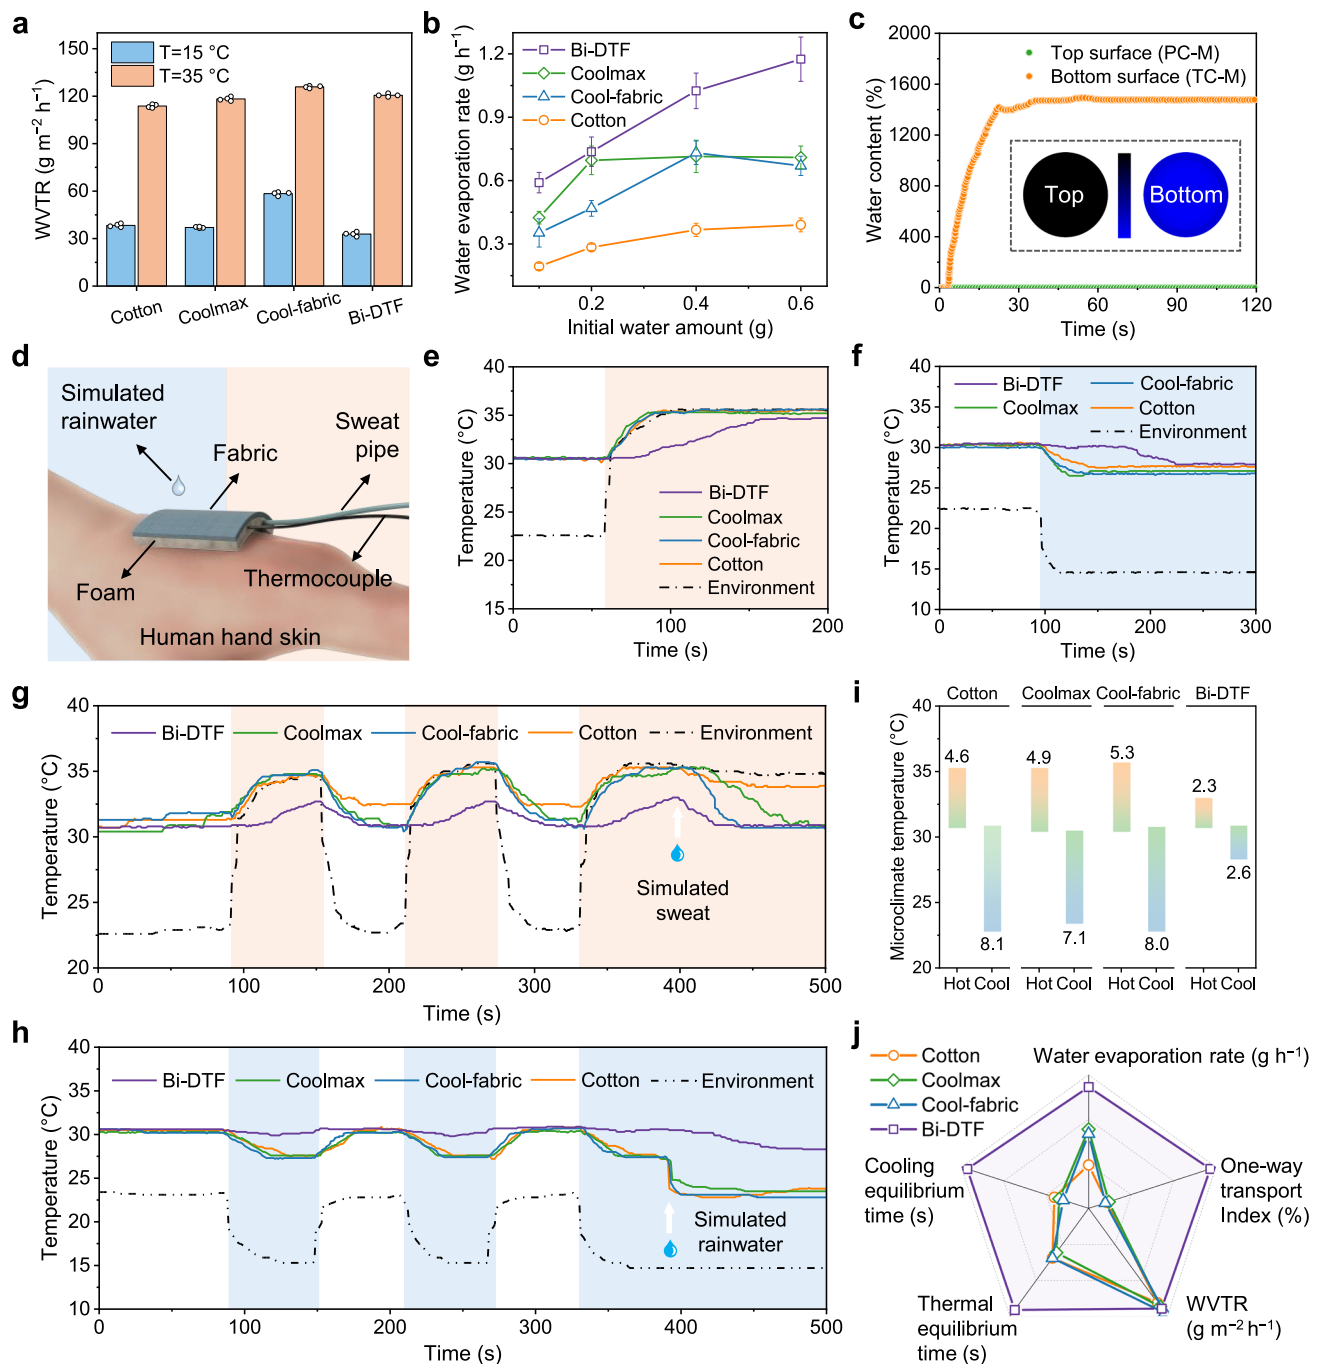 a
T=15 °C
T=35 °C
WVTR (g m⁻² h⁻¹)
150
120
90
60
30
0
Cotton
Coolmax
Cool-fabric
Bi-DTF
b
Water evaporation rate (g h⁻¹)
1.2
0.9
0.6
0.3
Bi-DTF
Coolmax
Cool-fabric
Cotton
0.2
0.4
0.6
Initial water amount (g)
c
Water content (%)
2000
1600
1200
800
400
0
Top surface (PC-M)
Bottom surface (TC-M)
Top
Bottom
0
30
60
90
120
Time (s)
d
Simulated
rainwater
Fabric
Sweat
pipe
Foam
Thermocouple
Human hand skin
e
Temperature (°C)
40
35
30
25
20
15
Bi-DTF
Coolmax
Cool-fabric
Cotton
Environment
0
100
200
Time (s)
f
Temperature (°C)
40
35
30
25
20
15
10
Bi-DTF
Cool-fabric
Coolmax
Cotton
Environment
0
100
200
300
Time (s)
g
Temperature (°C)
40
35
30
25
20
Bi-DTF
Coolmax
Cool-fabric
Cotton
Environment
Simulated
sweat
0
100
200
300
400
500
Time (s)
i
Microclimate temperature (°C)
40
35
30
25
20
Cotton
Coolmax
Cool-fabric
Bi-DTF
4.6
8.1
4.9
7.1
5.3
8.0
2.3
2.6
Hot Cool
Hot Cool
Hot Cool
Hot Cool
h
Temperature (°C)
40
35
30
25
20
15
10
Bi-DTF
Coolmax
Cool-fabric
Cotton
Environment
Simulated
rainwater
0
100
200
300
400
500
Time (s)
j
Cotton
Coolmax
Cool-fabric
Bi-DTF
Water evaporation rate (g h⁻¹)
One-way
transport
Index (%)
WVTR
(g m⁻² h⁻¹)
Thermal
equilibrium
time (s)
Cooling
equilibrium
time (s)